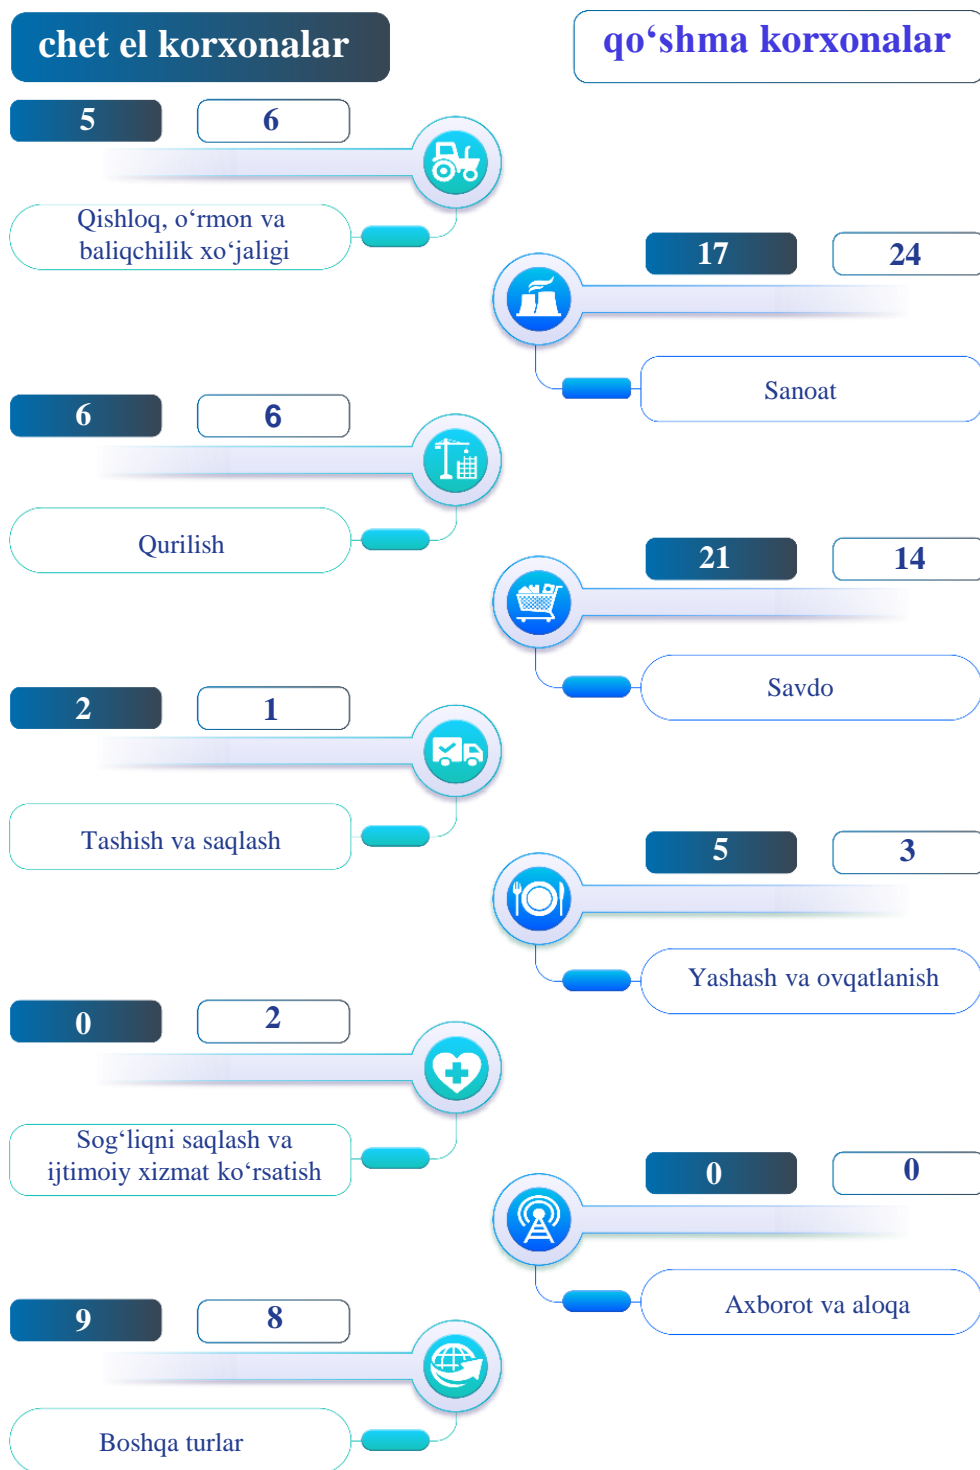 chet el korxonalar
qo‘shma korxonalar
5 6
Qishloq, o‘rmon va
baliqchilik xo‘jaligi
17 24
Sanoat
6 6
Qurilish
21 14
Savdo
2 1
Tashish va saqlash
5 3
Yashash va ovqatlanish
0 2
Sog‘liqni saqlash va
ijtimoiy xizmat ko‘rsatish
0 0
Axborot va aloqa
9 8
Boshqa turlar